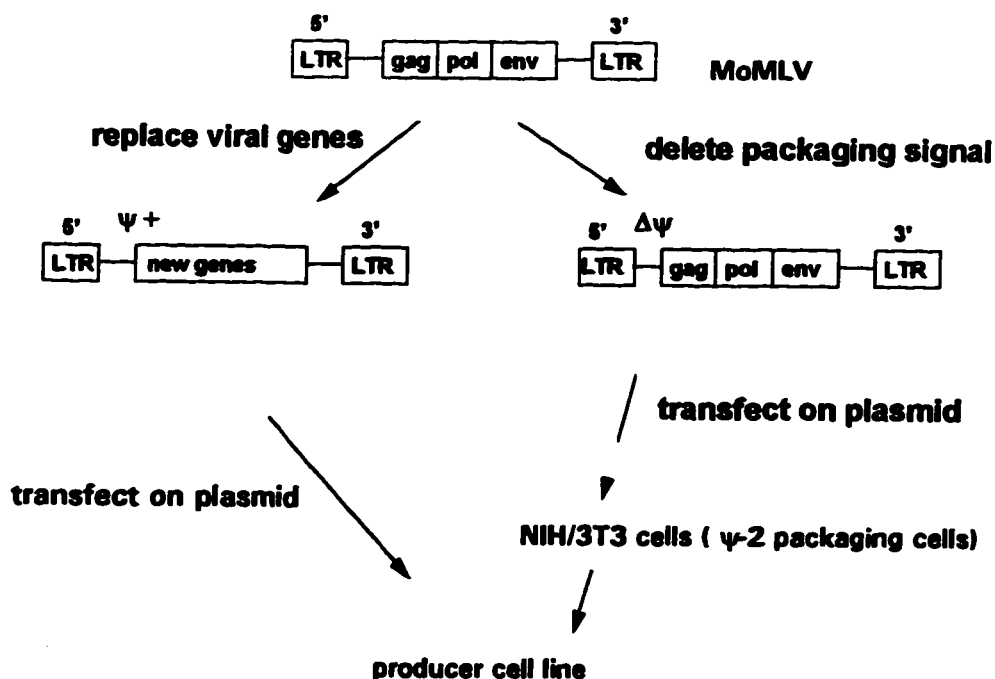 5' 3'
LTR gag pol env LTR MoMLV
replace viral genes delete packaging signal
5' ψ+ 3' 5' Δψ 3'
LTR new genes LTR LTR gag pol env LTR
transfect on plasmid
transfect on plasmid
NIH/3T3 cells ( ψ-2 packaging cells)
producer cell line